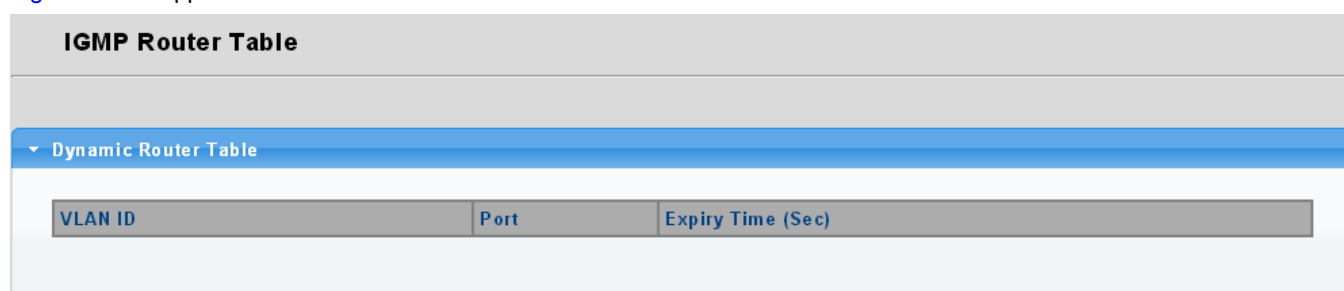 IGMP Router Table
Dynamic Router Table
VLAN ID Port Expiry Time (Sec)